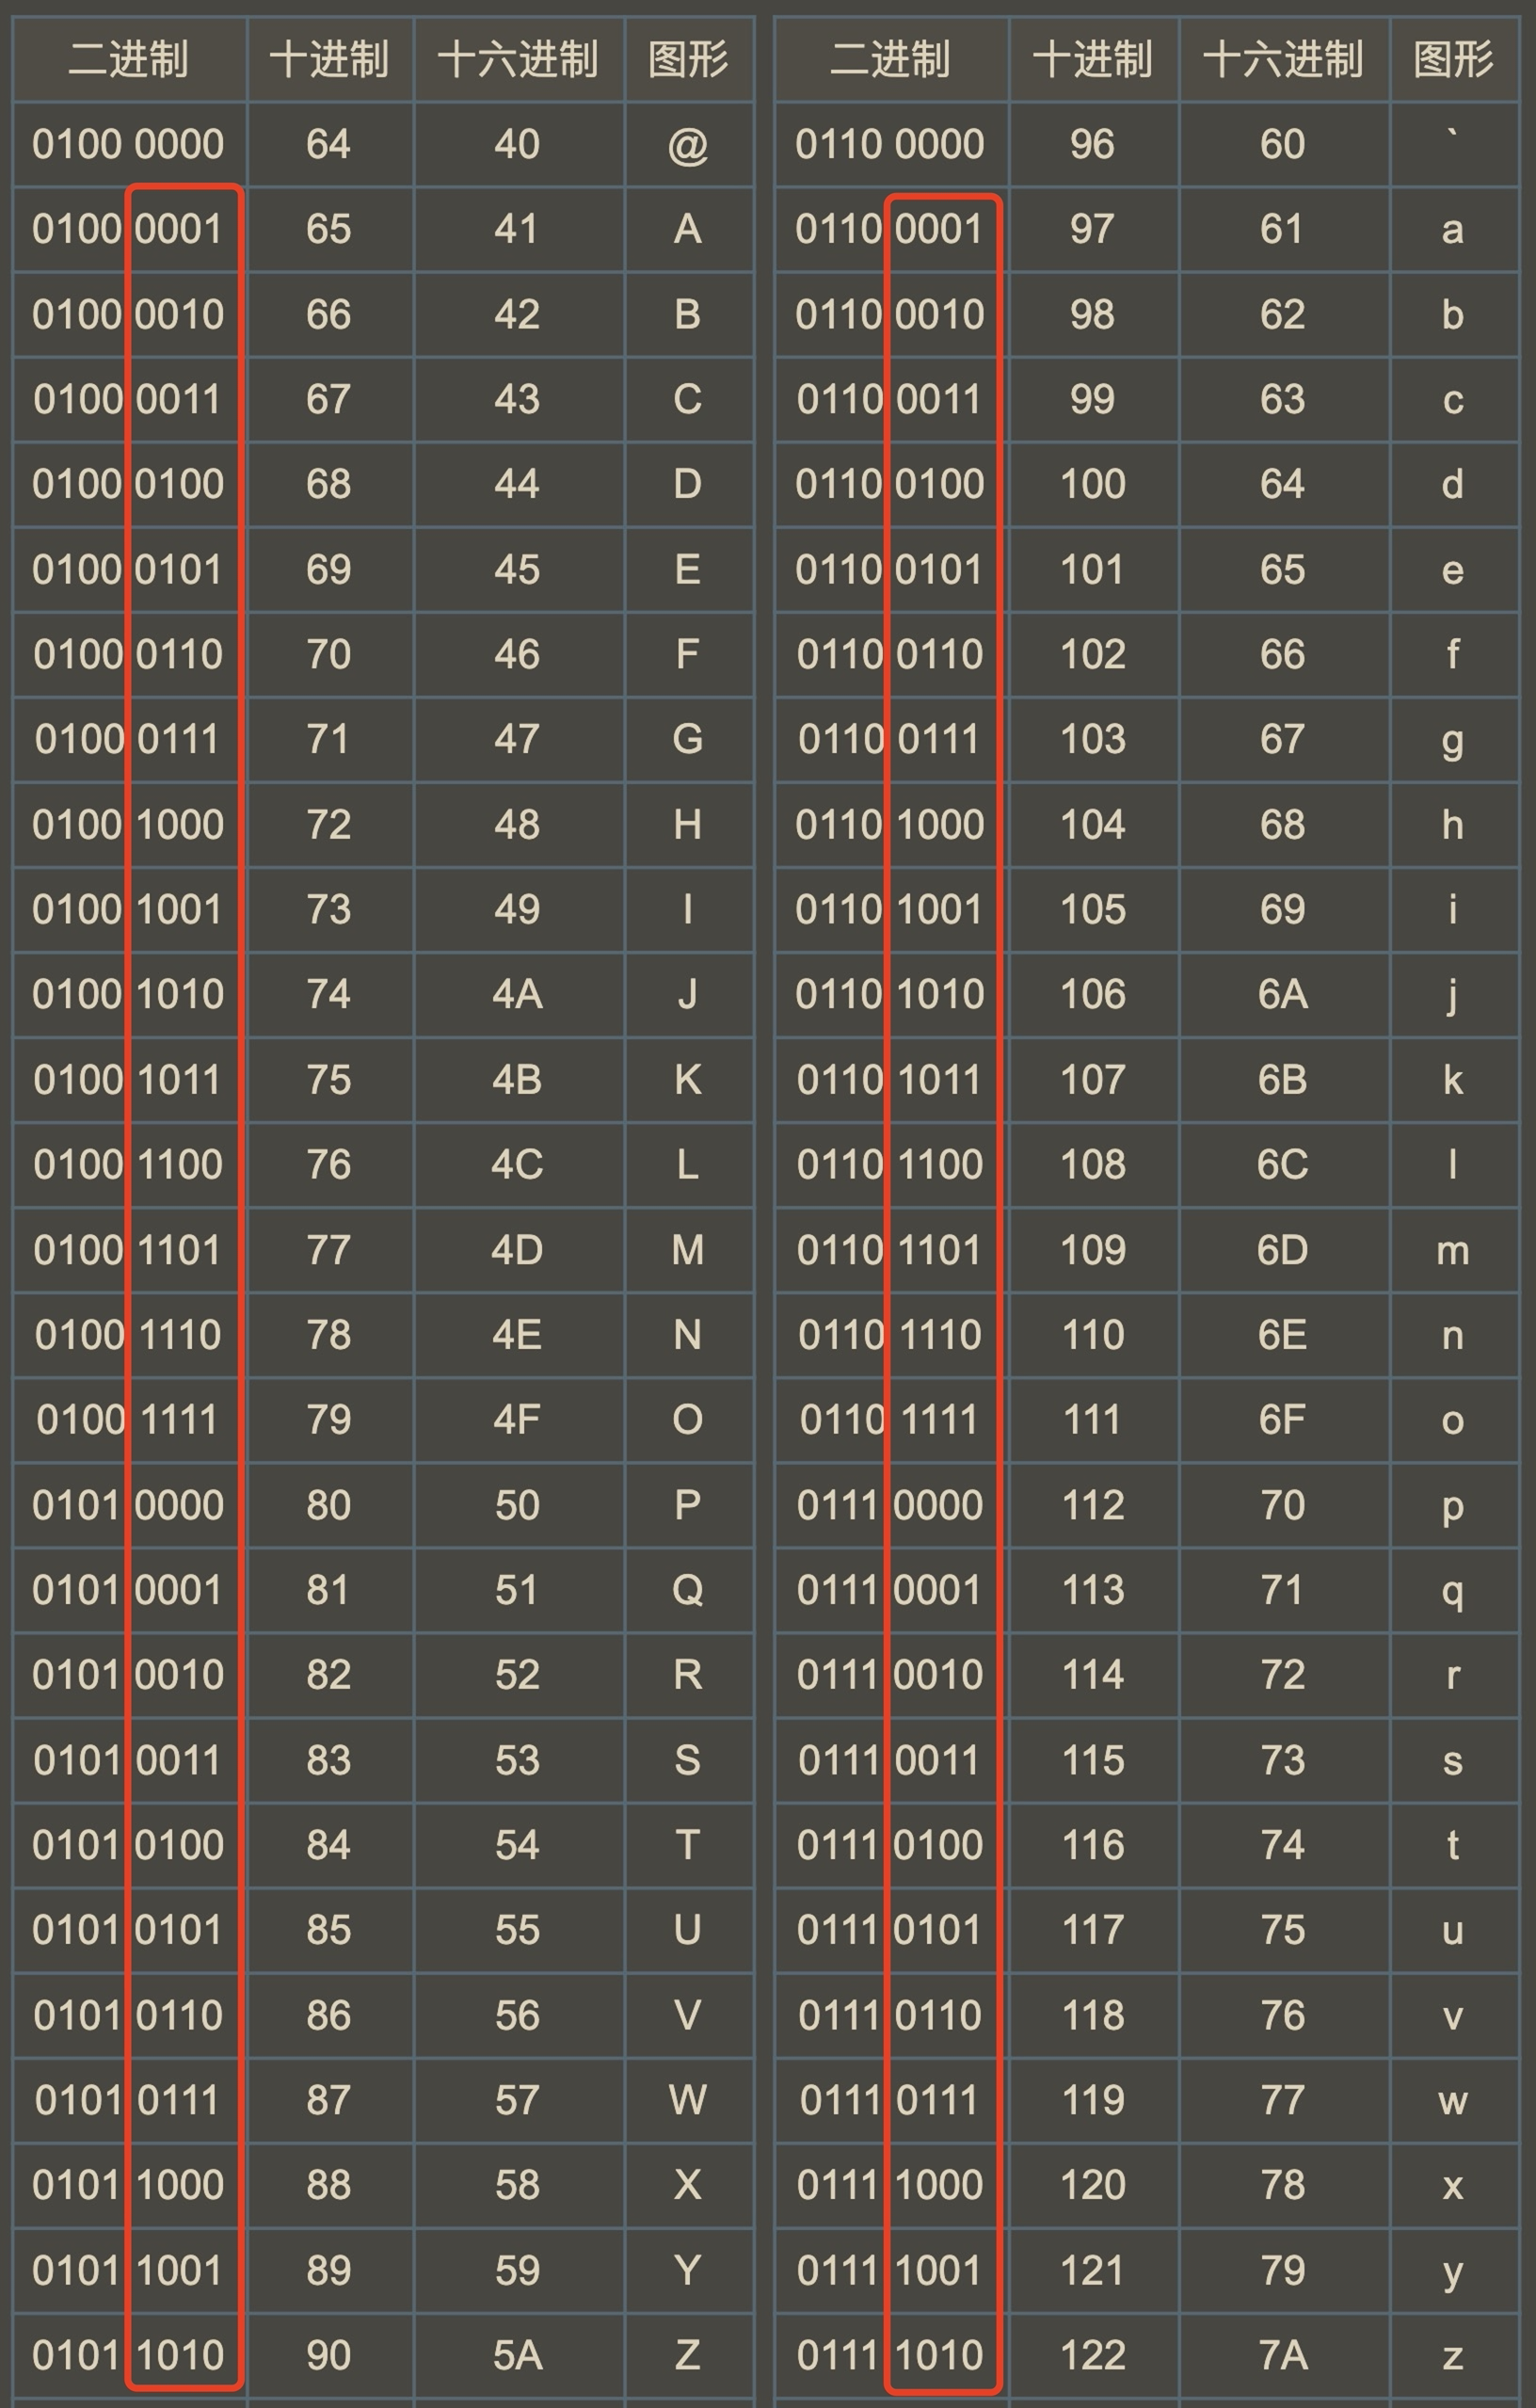 二进制 十进制 十六进制 图形 二进制 十进制 十六进制 图形
0100 0000 64 40 @ 0110 0000 96 60 `
0100 0001 65 41 A 0110 0001 97 61 a
0100 0010 66 42 B 0110 0010 98 62 b
0100 0011 67 43 C 0110 0011 99 63 c
0100 0100 68 44 D 0110 0100 100 64 d
0100 0101 69 45 E 0110 0101 101 65 e
0100 0110 70 46 F 0110 0110 102 66 f
0100 0111 71 47 G 0110 0111 103 67 g
0100 1000 72 48 H 0110 1000 104 68 h
0100 1001 73 49 I 0110 1001 105 69 i
0100 1010 74 4A J 0110 1010 106 6A j
0100 1011 75 4B K 0110 1011 107 6B k
0100 1100 76 4C L 0110 1100 108 6C l
0100 1101 77 4D M 0110 1101 109 6D m
0100 1110 78 4E N 0110 1110 110 6E n
0100 1111 79 4F O 0110 1111 111 6F o
0101 0000 80 50 P 0111 0000 112 70 p
0101 0001 81 51 Q 0111 0001 113 71 q
0101 0010 82 52 R 0111 0010 114 72 r
0101 0011 83 53 S 0111 0011 115 73 s
0101 0100 84 54 T 0111 0100 116 74 t
0101 0101 85 55 U 0111 0101 117 75 u
0101 0110 86 56 V 0111 0110 118 76 v
0101 0111 87 57 W 0111 0111 119 77 w
0101 1000 88 58 X 0111 1000 120 78 x
0101 1001 89 59 Y 0111 1001 121 79 y
0101 1010 90 5A Z 0111 1010 122 7A z